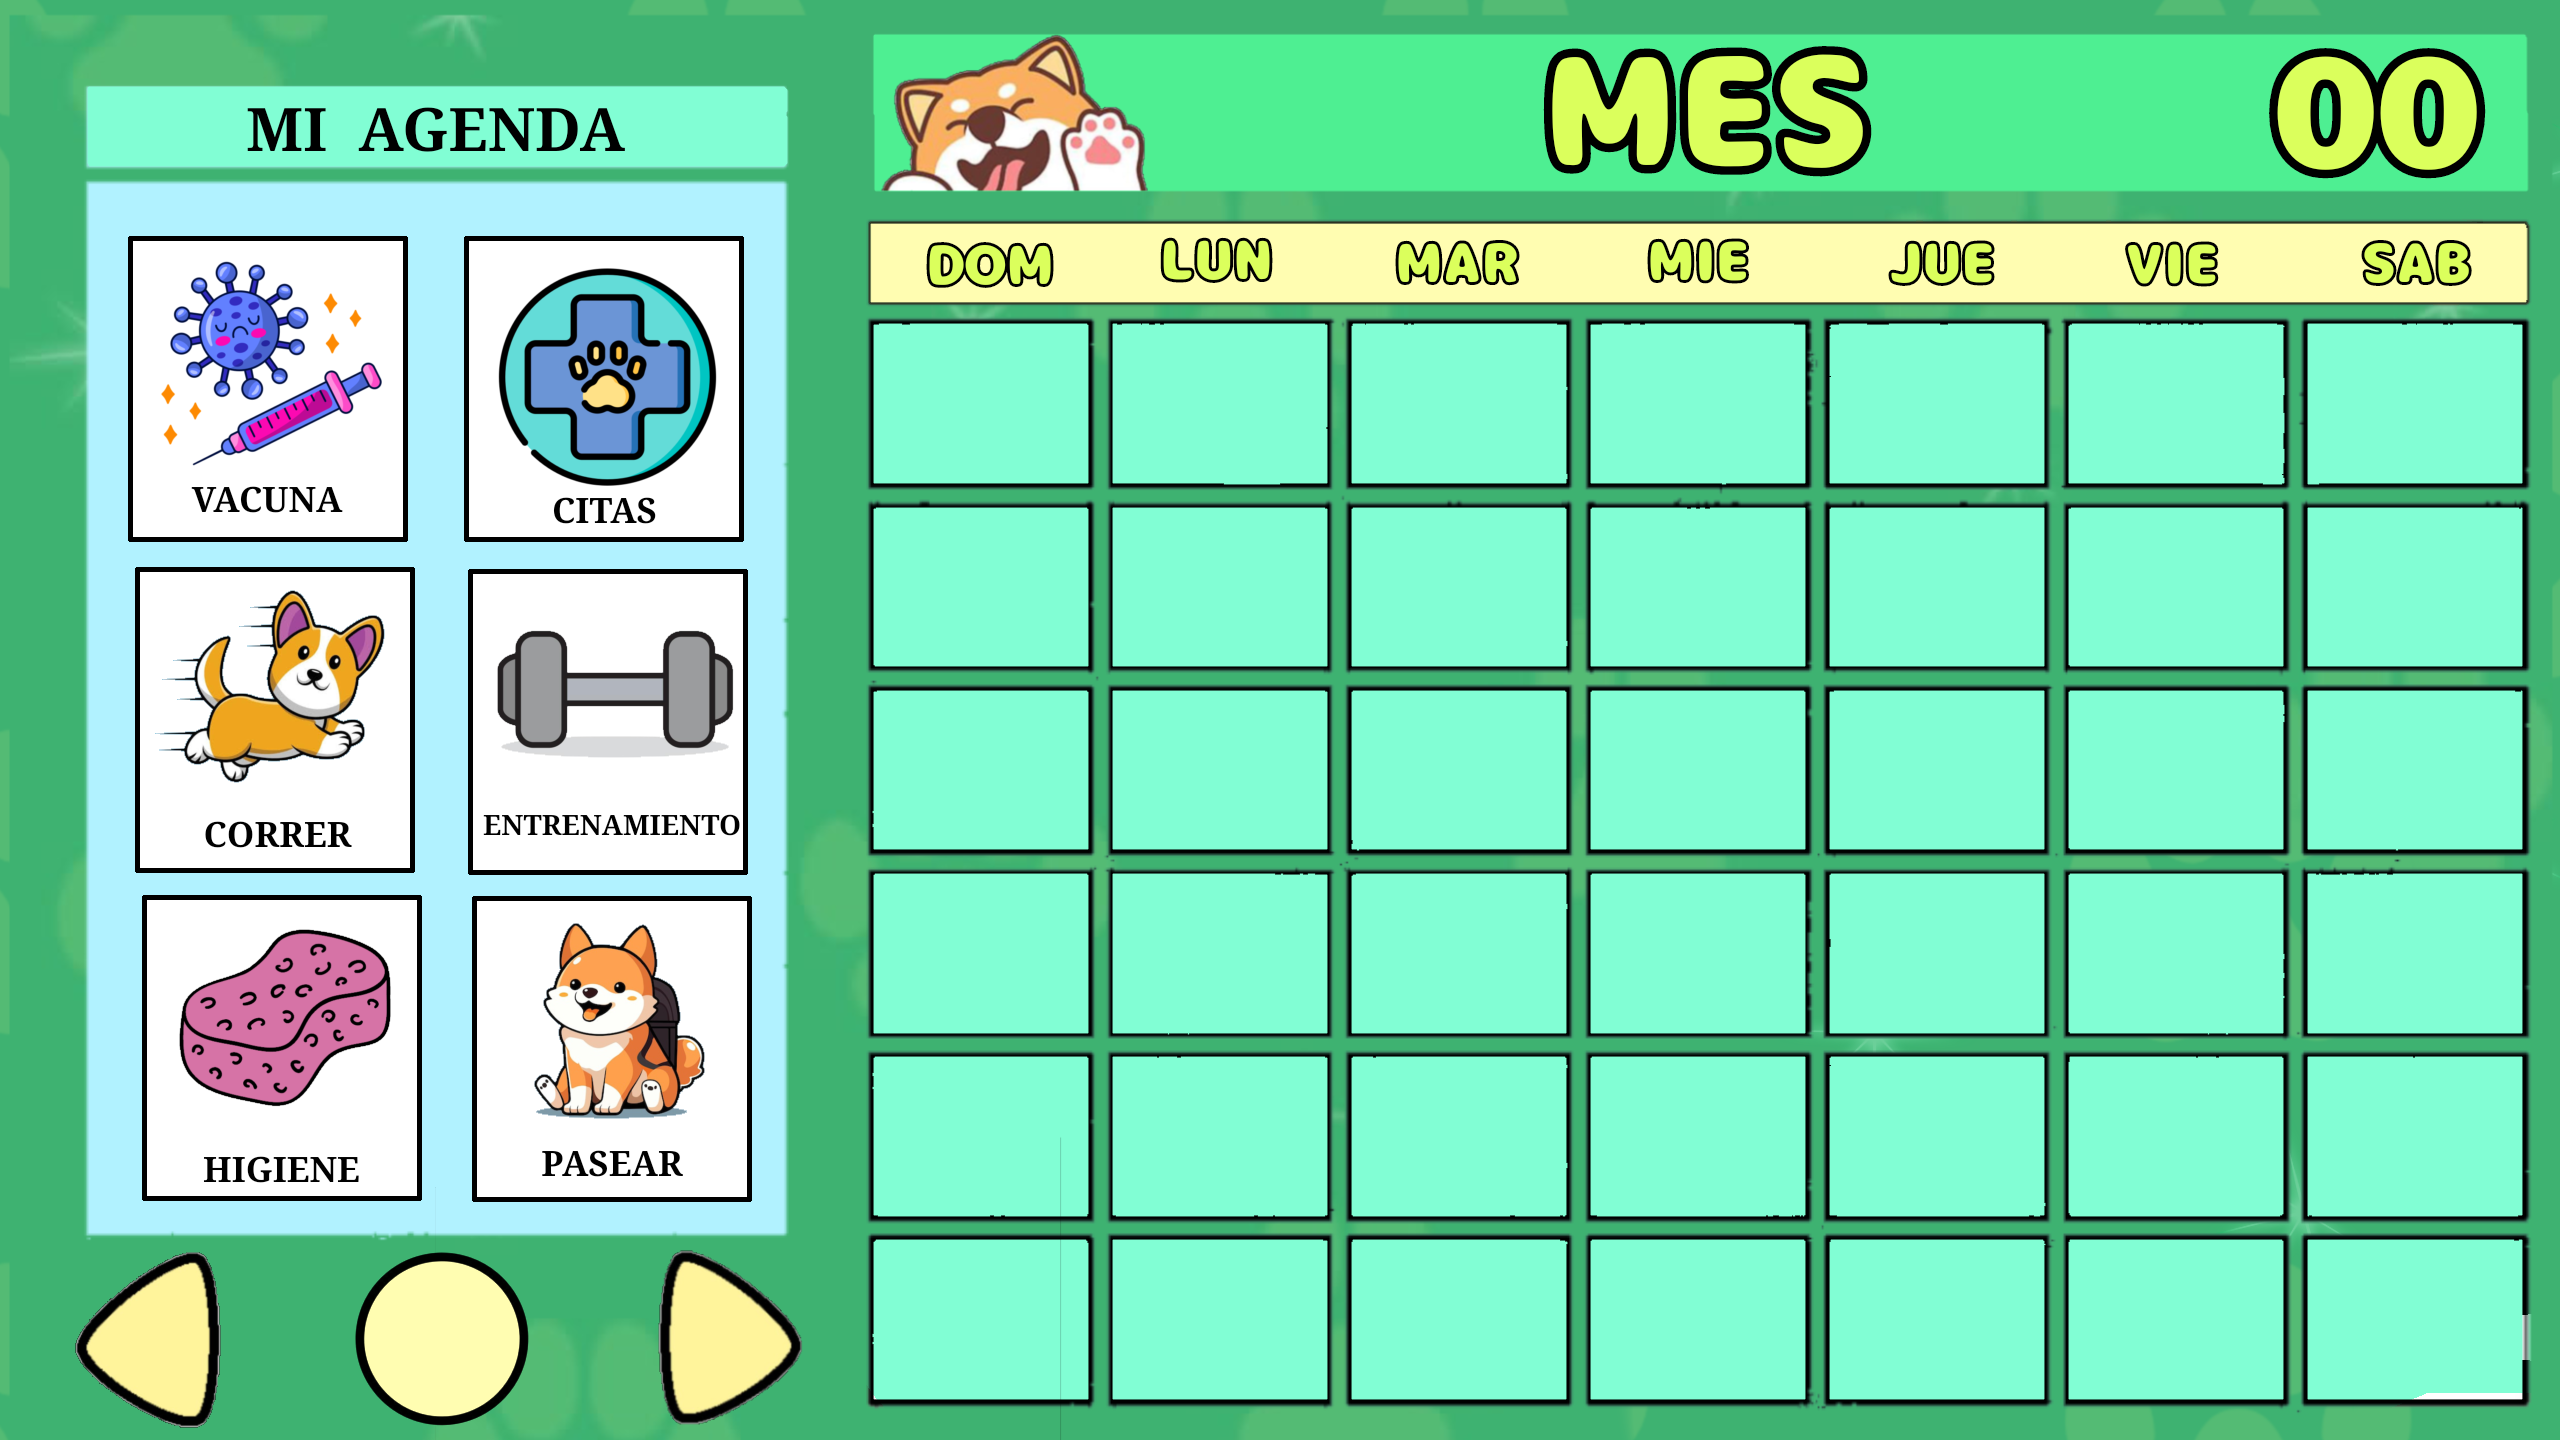 MI AGENDA
VACUNA
CITAS
CORRER
ENTRENAMIENTO
HIGIENE
PASEAR
MES 00
DOM LUN MAR MIE JUE VIE SAB